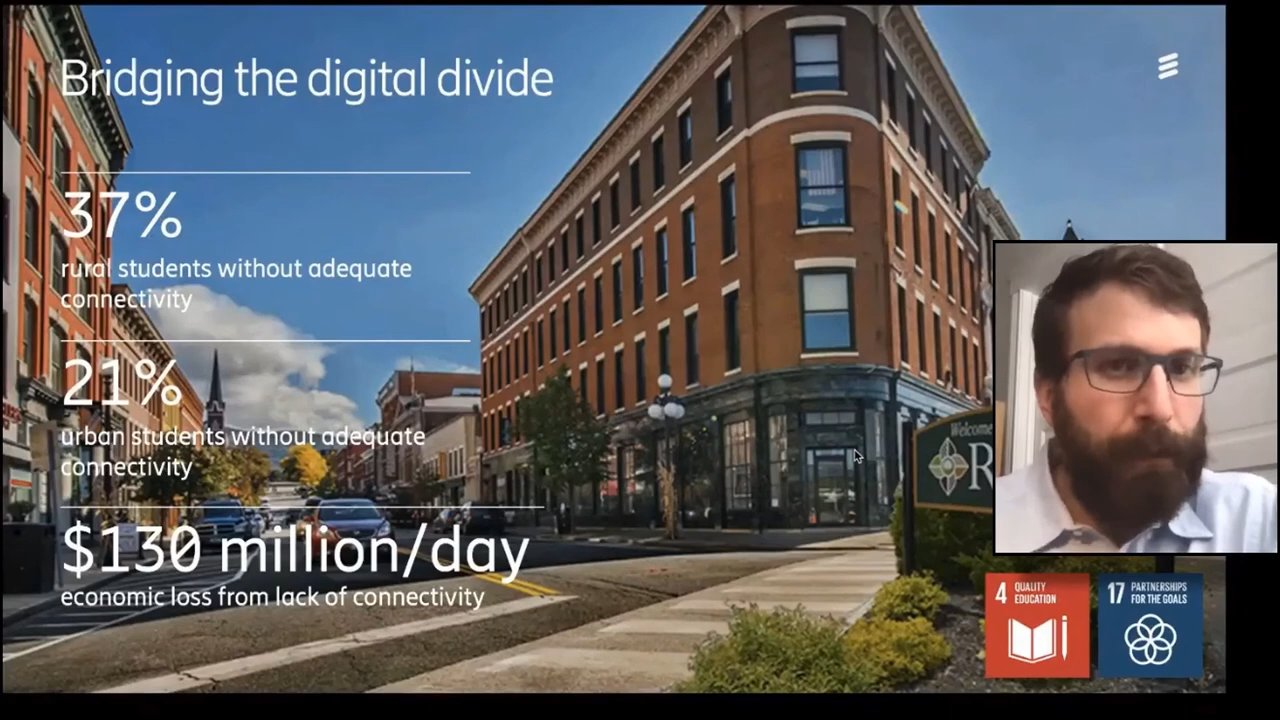 Bridging the digital divide
37%
rural students without adequate
connectivity
21%
urban students without adequate
connectivity
$130 million/day
economic loss from lack of connectivity
Welcome
R
4 QUALITY
EDUCATION
17 PARTNERSHIPS
FOR THE GOALS